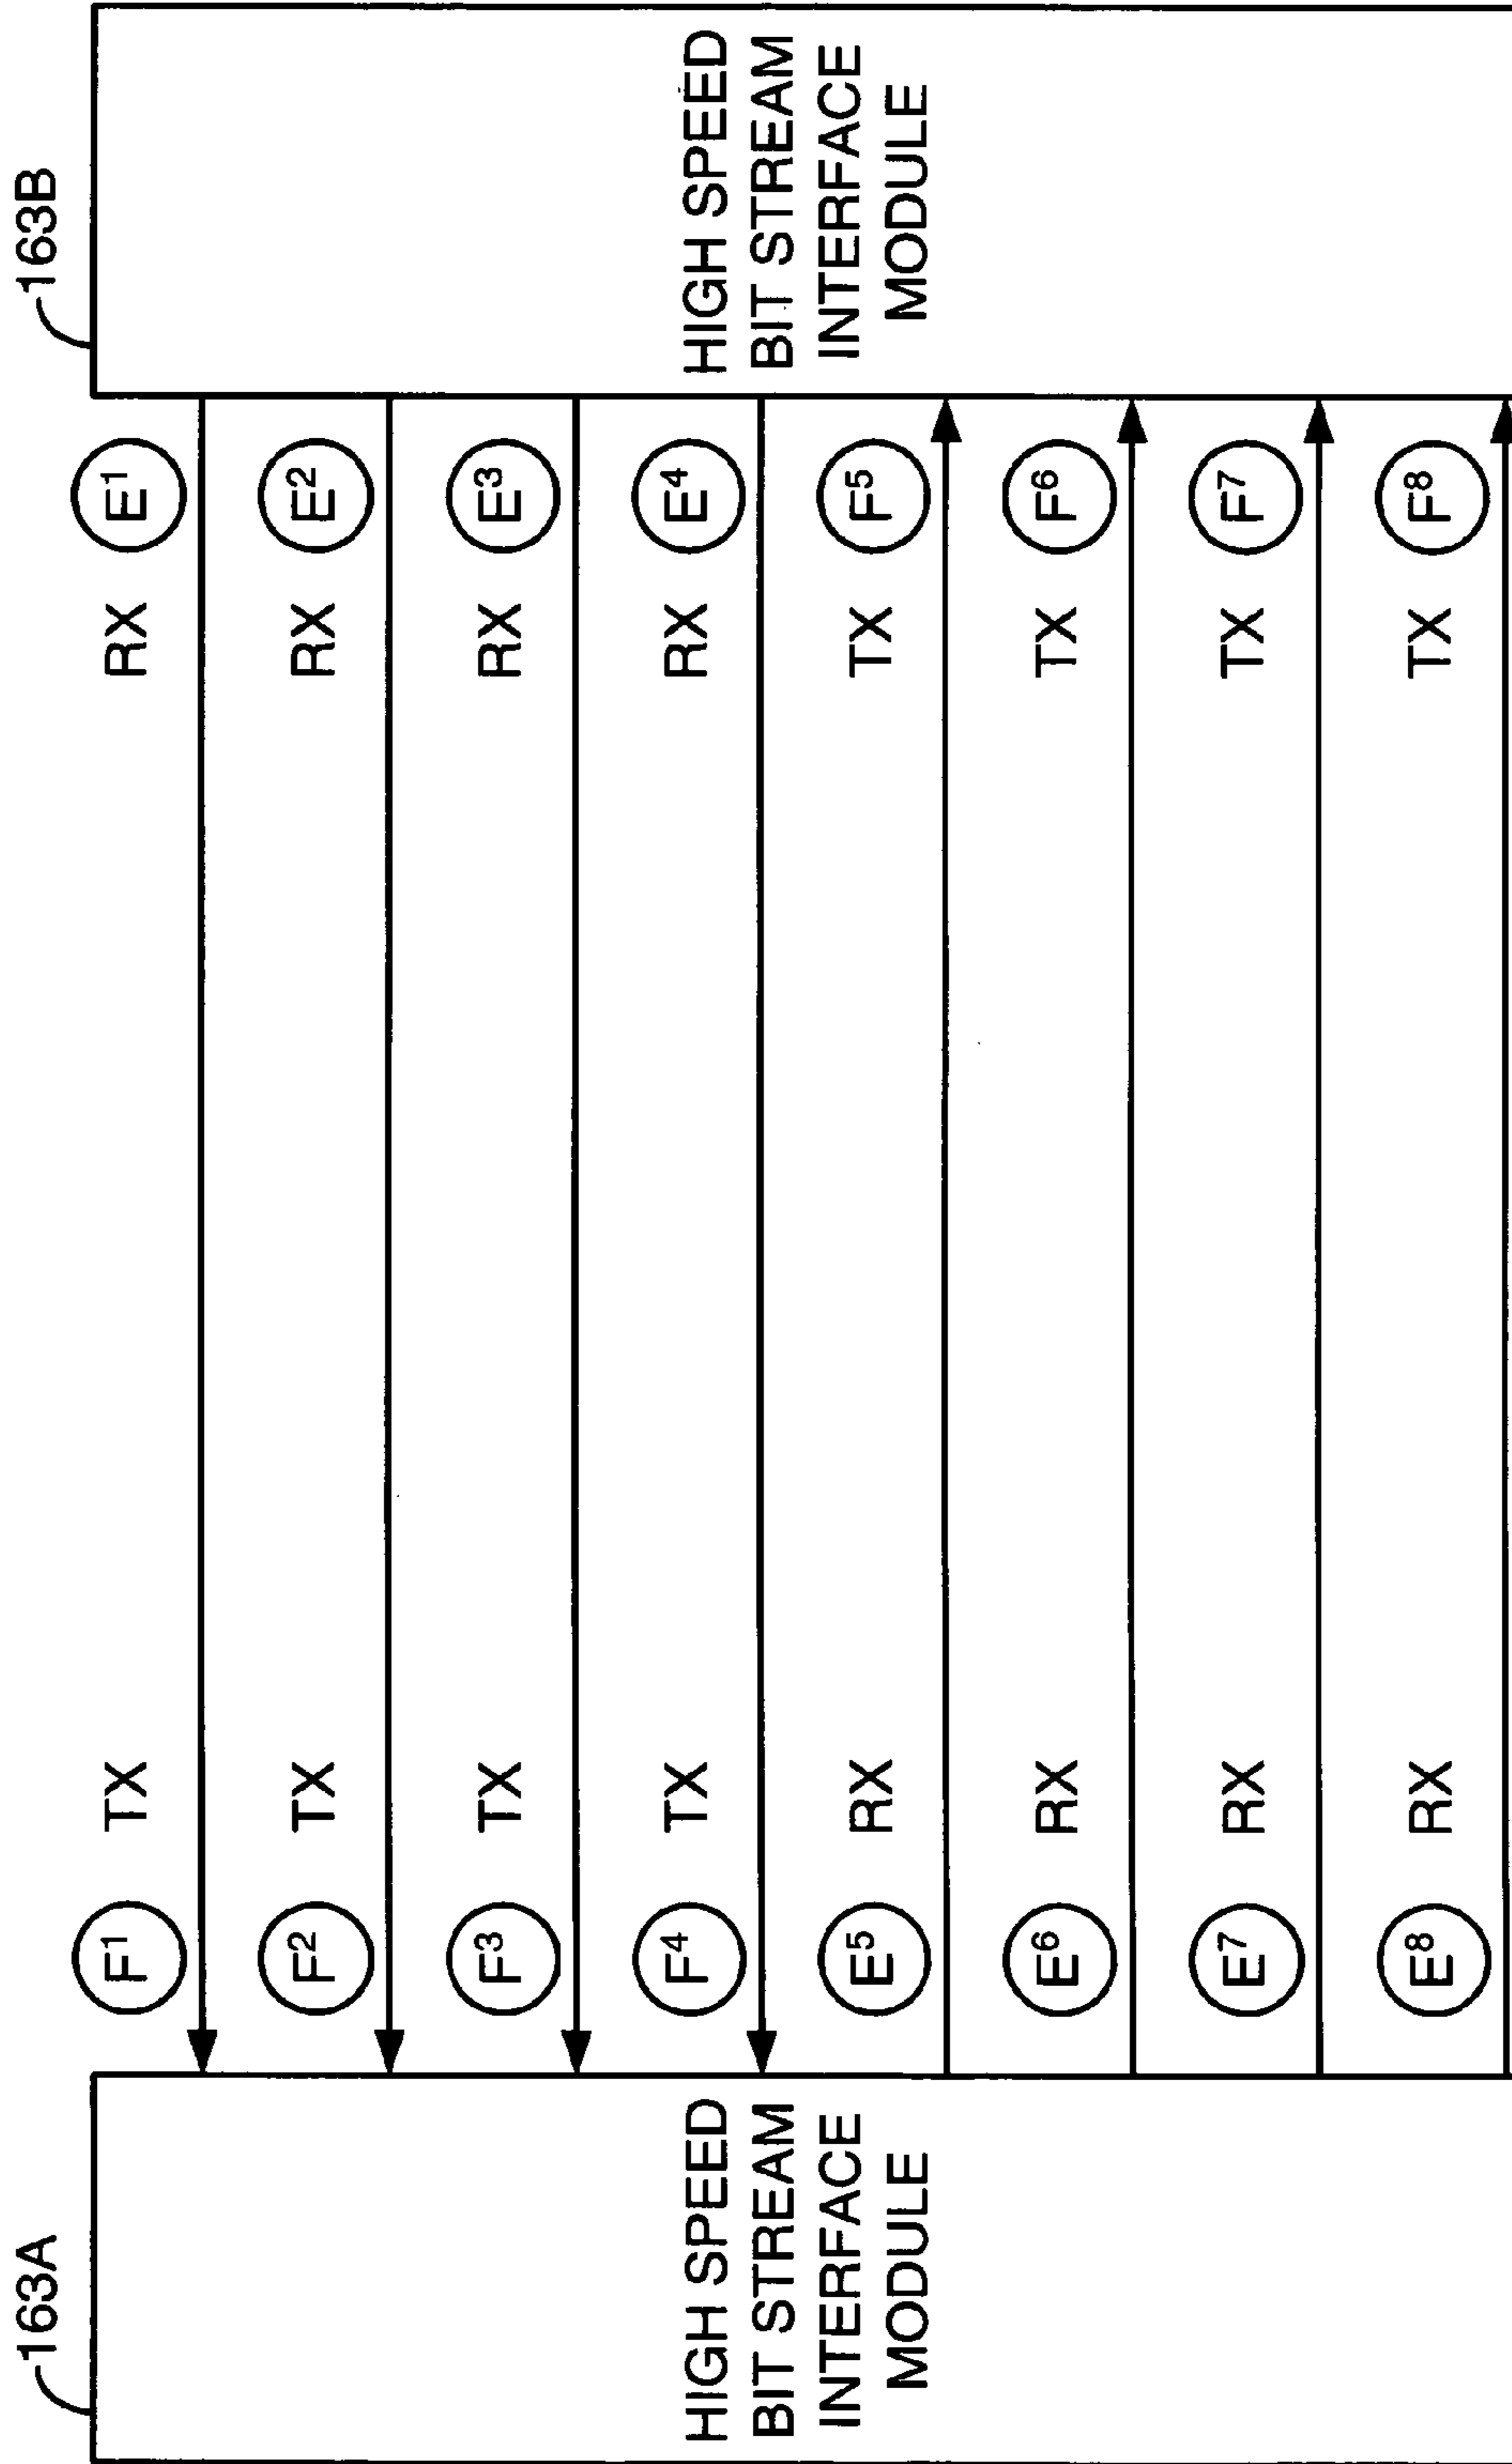 163A
163B
HIGH SPEED
BIT STREAM
INTERFACE
MODULE
F1 TX RX E1
F2 TX RX E2
F3 TX RX E3
F4 TX RX E4
E5 RX TX F5
E6 RX TX F6
E7 RX TX F7
E8 RX TX F8
HIGH SPEED
BIT STREAM
INTERFACE
MODULE